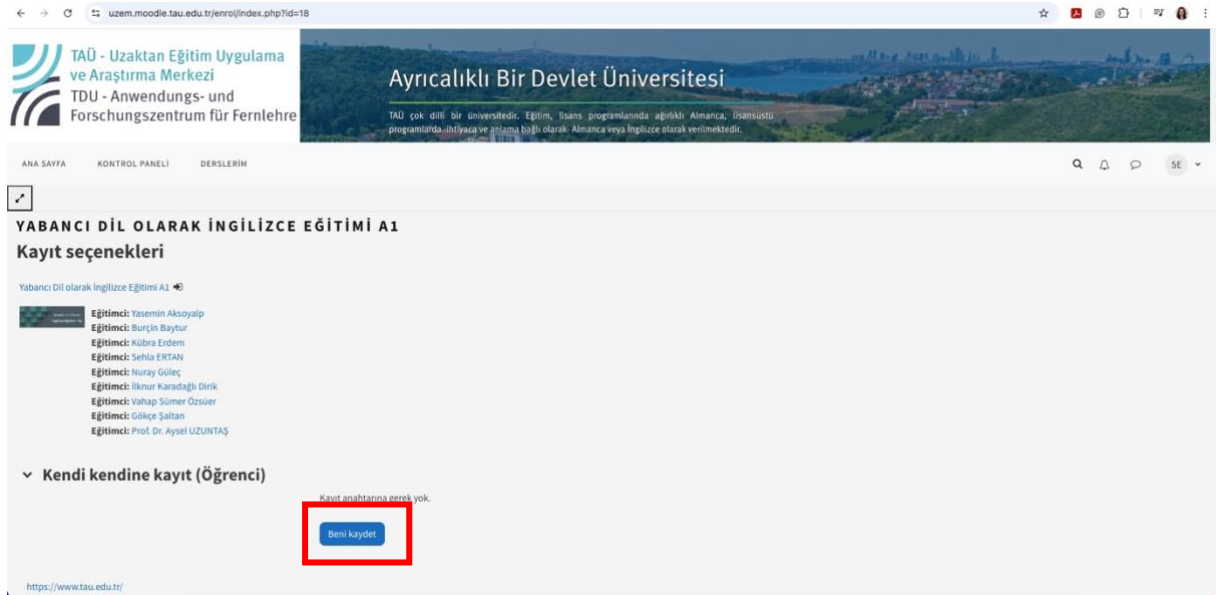 uzem.moodle.tau.edu.tr/enrol/index.php?id=18
TAÜ - Uzaktan Eğitim Uygulama
ve Araştırma Merkezi
TDU - Anwendungs- und
Forschungszentrum für Fernlehre
Ayrıcalıklı Bir Devlet Üniversitesi
TAÜ çok dilli bir üniversitedir. Eğitim, lisans programlarında ağırlıklı Almanca, lisansüstü
programlarda -ihtiyaca ve anlama bağlı olarak- Almanca veya İngilizce olarak verilmektedir.
ANA SAYFA KONTROL PANELİ DERSLERİM
SE
YABANCI DİL OLARAK İNGİLİZCE EĞİTİMİ A1
Kayıt seçenekleri
Yabancı Dil olarak İngilizce Eğitimi A1
Eğitimci: Yasemin Aksoyalp
Eğitimci: Burçin Baytur
Eğitimci: Kübra Erdem
Eğitimci: Sehla ERTAN
Eğitimci: Nuray Güleç
Eğitimci: İlknur Karadağlı Dirik
Eğitimci: Vahap Sümer Özsüer
Eğitimci: Gökçe Şaltan
Eğitimci: Prof. Dr. Aysel UZUNTAŞ
Kendi kendine kayıt (Öğrenci)
Kayıt anahtarına gerek yok.
Beni kaydet
https://www.tau.edu.tr/